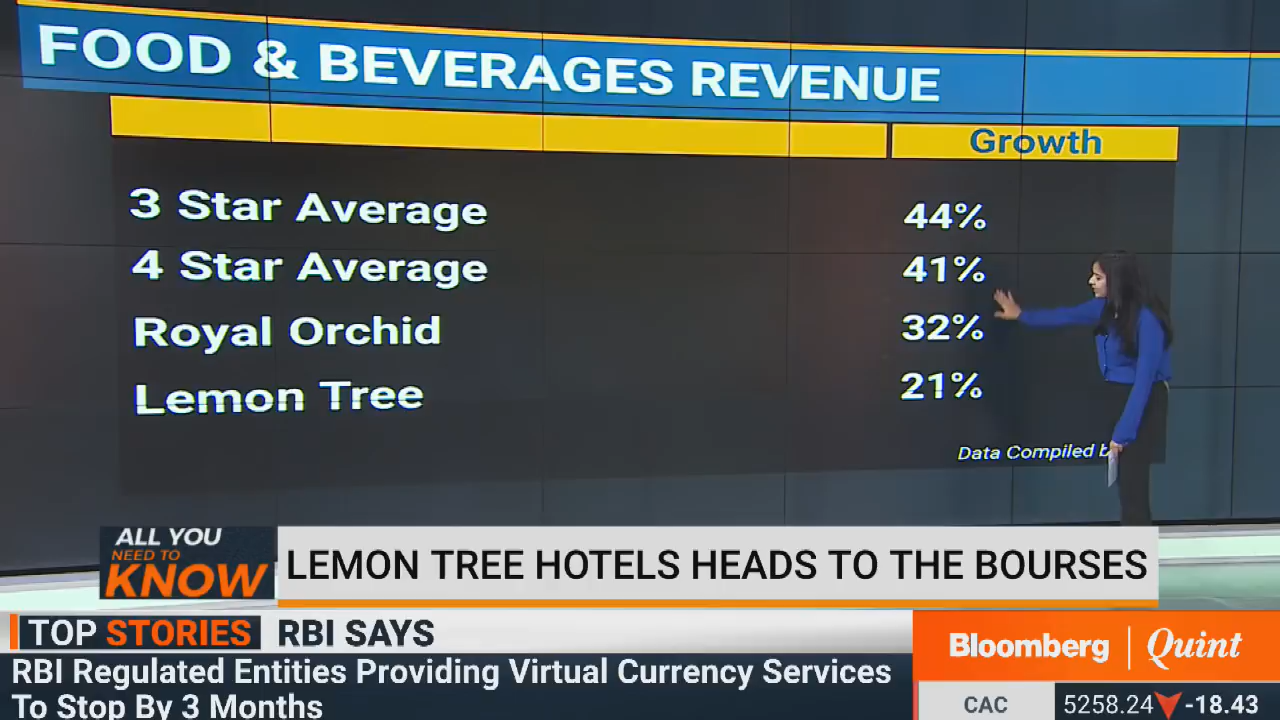 FOOD & BEVERAGES REVENUE
Growth
3 Star Average 44%
4 Star Average 41%
Royal Orchid 32%
Lemon Tree 21%
Data Compiled
ALL YOU
NEED TO
KNOW
LEMON TREE HOTELS HEADS TO THE BOURSES
TOP STORIES RBI SAYS
RBI Regulated Entities Providing Virtual Currency Services
To Stop By 3 Months
Bloomberg | Quint
CAC 5258.24 -18.43